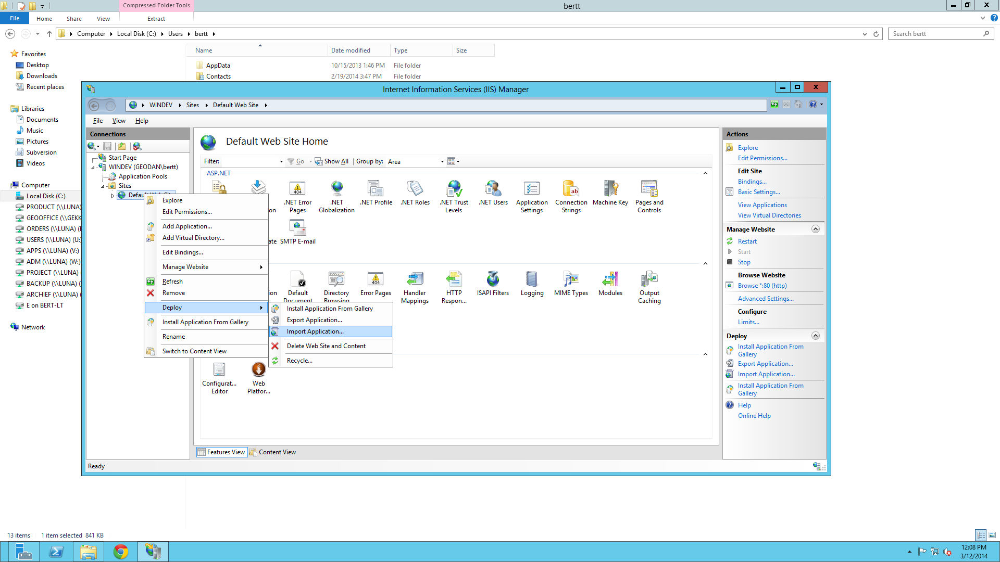 Compressed Folder Tools
bertt
File
Home
Share
View
Extract
Computer
Local Disk (C:)
Users
bertt
Search bertt
Favorites
Desktop
Downloads
Recent places
Libraries
Documents
Music
Pictures
Subversion
Videos
Computer
Local Disk (C:)
PRODUCT (\\LUNA)
GEOOFFICE (\\GEKK
ORDERS (\\LUNA) (
USERS (\\LUNA) (U:)
APPS (\\LUNA) (V:)
ADM (\\LUNA) (W:)
PROJECT (\\LUNA) (
BACKUP (\\LUNA) (
ARCHIEF (\\LUNA) (
E on BERT-LT
Network
Name
Date modified
Type
Size
AppData
10/15/2013 1:46 PM
File folder
Contacts
2/19/2014 3:47 PM
File folder
Internet Information Services (IIS) Manager
WINDEV
Sites
Default Web Site
File
View
Help
Connections
Start Page
WINDEV (GEODAN\bertt)
Application Pools
Sites
Explore
Edit Permissions...
Add Application...
Add Virtual Directory...
Edit Bindings...
Manage Website
Refresh
Remove
Deploy
Install Application From Gallery
Rename
Switch to Content View
Install Application From Gallery
Export Application...
Import Application...
Delete Web Site and Content
Recycle...
Default Web Site Home
Filter:
Go
Show All
Group by:
Area
ASP.NET
.NET Error
Pages
.NET
Globalization
.NET Profile
.NET Roles
.NET Trust
Levels
.NET Users
Application
Settings
Connection
Strings
Machine Key
Pages and
Controls
SMTP E-mail
Default
Document
Directory
Browsing
Error Pages
Handler
Mappings
HTTP
Respon...
ISAPI Filters
Logging
MIME Types
Modules
Output
Caching
Configurat...
Editor
Web
Platfor...
Features View
Content View
Ready
Actions
Explore
Edit Permissions...
Edit Site
Bindings...
Basic Settings...
View Applications
View Virtual Directories
Manage Website
Restart
Start
Stop
Browse Website
Browse *:80 (http)
Advanced Settings...
Configure
Limits...
Deploy
Install Application From
Gallery
Export Application...
Import Application...
Install Application From
Gallery
Help
Online Help
13 items
1 item selected 841 KB
12:08 PM
3/12/2014